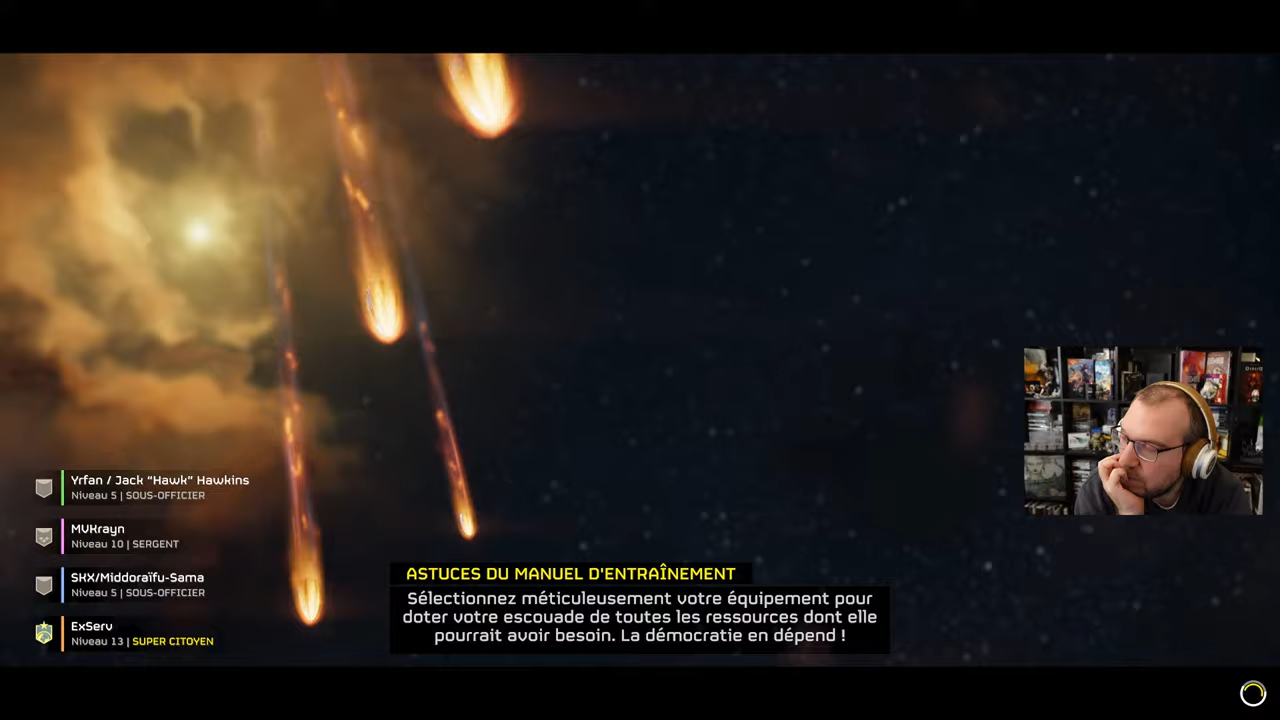 Yrfan / Jack “Hawk” Hawkins
Niveau 5 | SOUS-OFFICIER
MVKrayn
Niveau 10 | SERGENT
SKX/Middoraïfu-Sama
Niveau 5 | SOUS-OFFICIER
ExServ
Niveau 13 | SUPER CITOYEN
ASTUCES DU MANUEL D'ENTRAÎNEMENT
Sélectionnez méticuleusement votre équipement pour
doter votre escouade de toutes les ressources dont elle
pourrait avoir besoin. La démocratie en dépend !